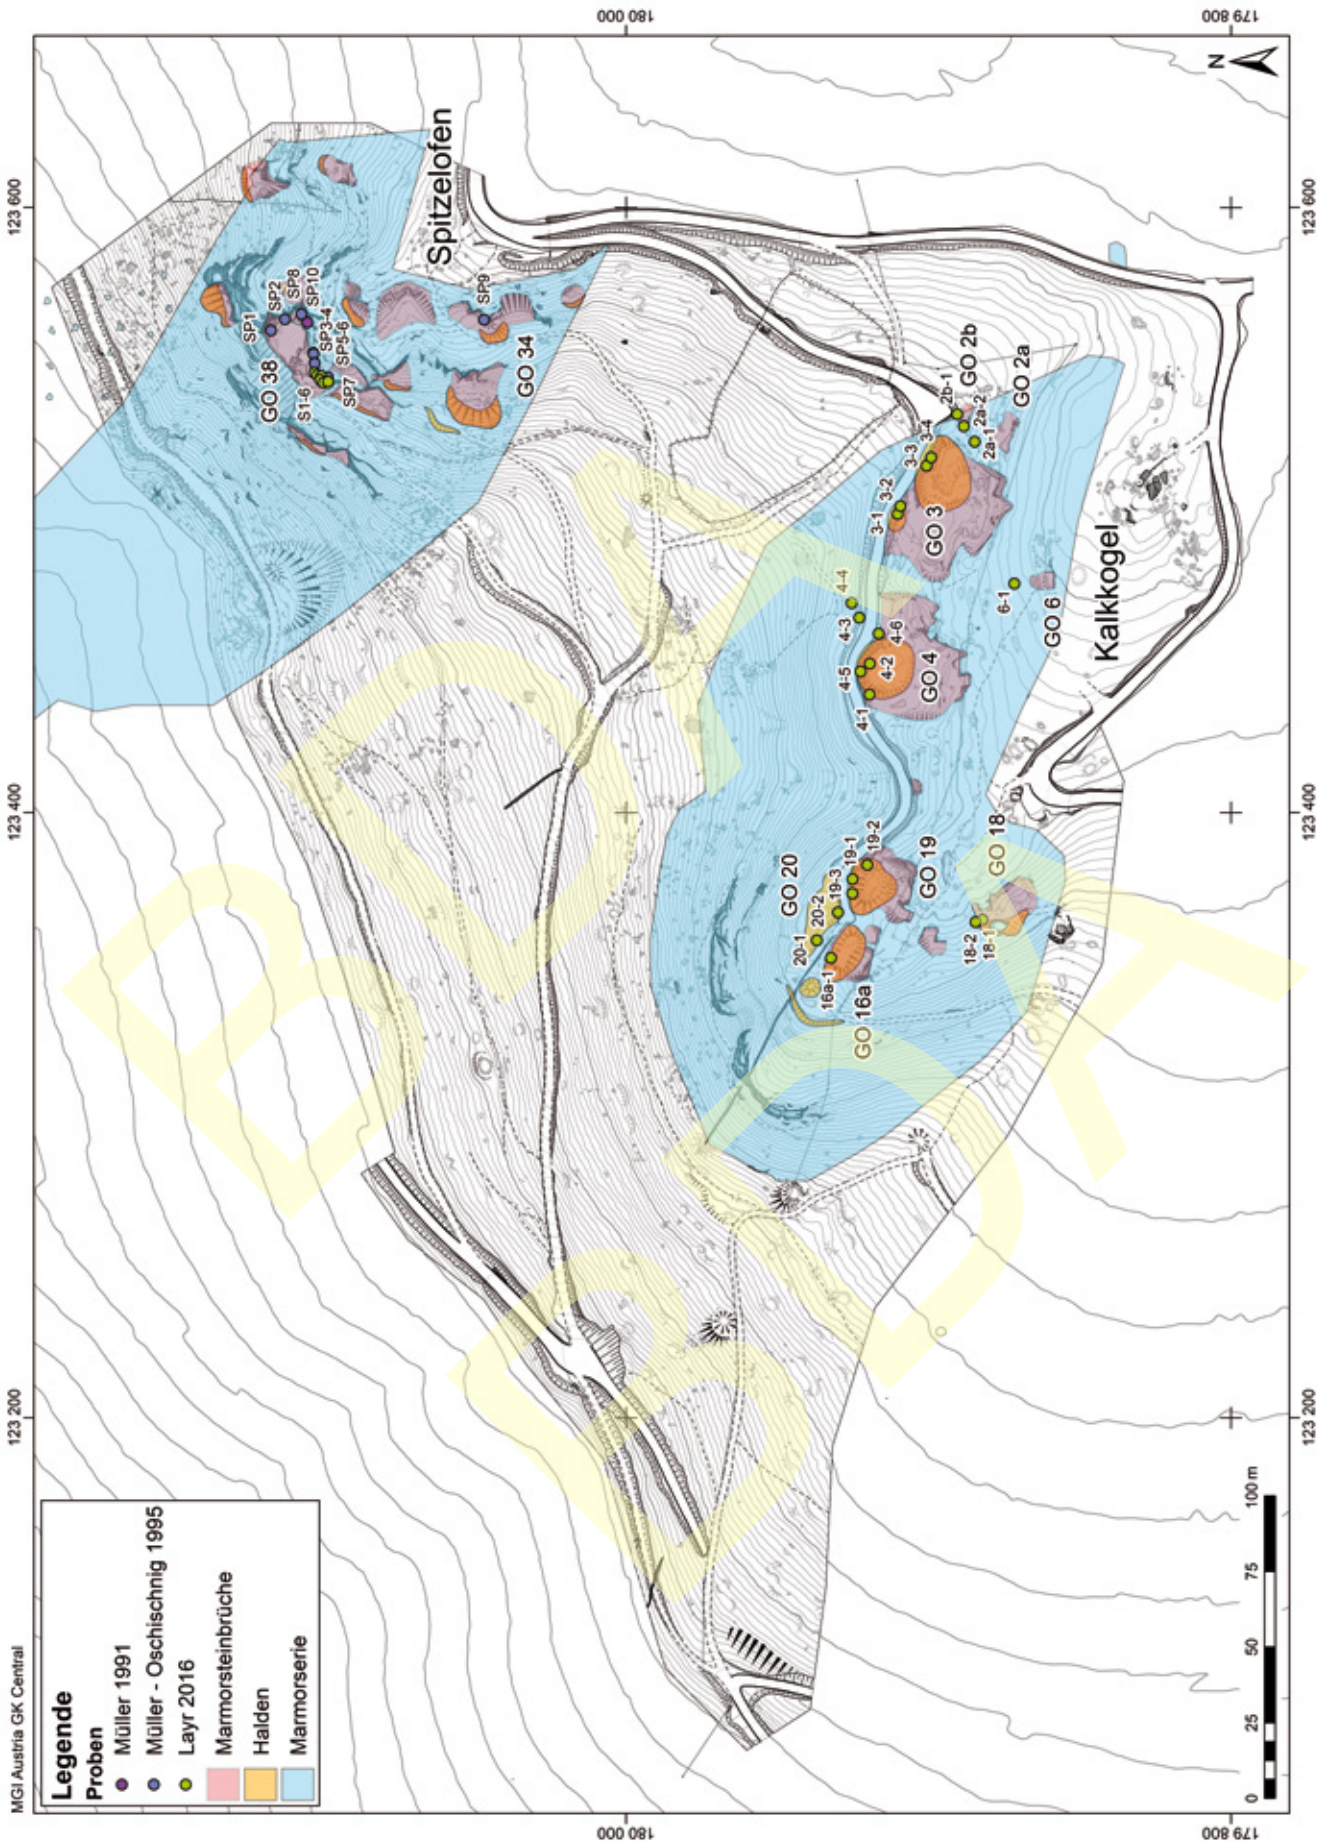 MGI Austria GK Central
123 200
123 400
123 600
180 000
179 800
180 000
179 800
123 200
123 400
123 600
N
Legende
Proben
Müller 1991
Müller - Oschischnig 1995
Layr 2016
Marmorsteinbrüche
Halden
Marmorserie
0 25 50 75 100 m
Spitzelofen
GO 38
SP1
SP2
SP8
SP10
SP3-4
SP5-6
S1-6
SP7
SP9
GO 34
Kalkkogel
GO 2b
2b-1
GO 2a
2a-2
2a-1
3-4
3-3
3-2
3-1
GO 3
4-4
4-3
4-6
4-5
4-2
4-1
GO 4
6-1
GO 6
GO 20
20-1
20-2
19-3
19-1
19-2
GO 19
16a-1
GO 16a
GO 18
18-2
18-1
BDA
BDA